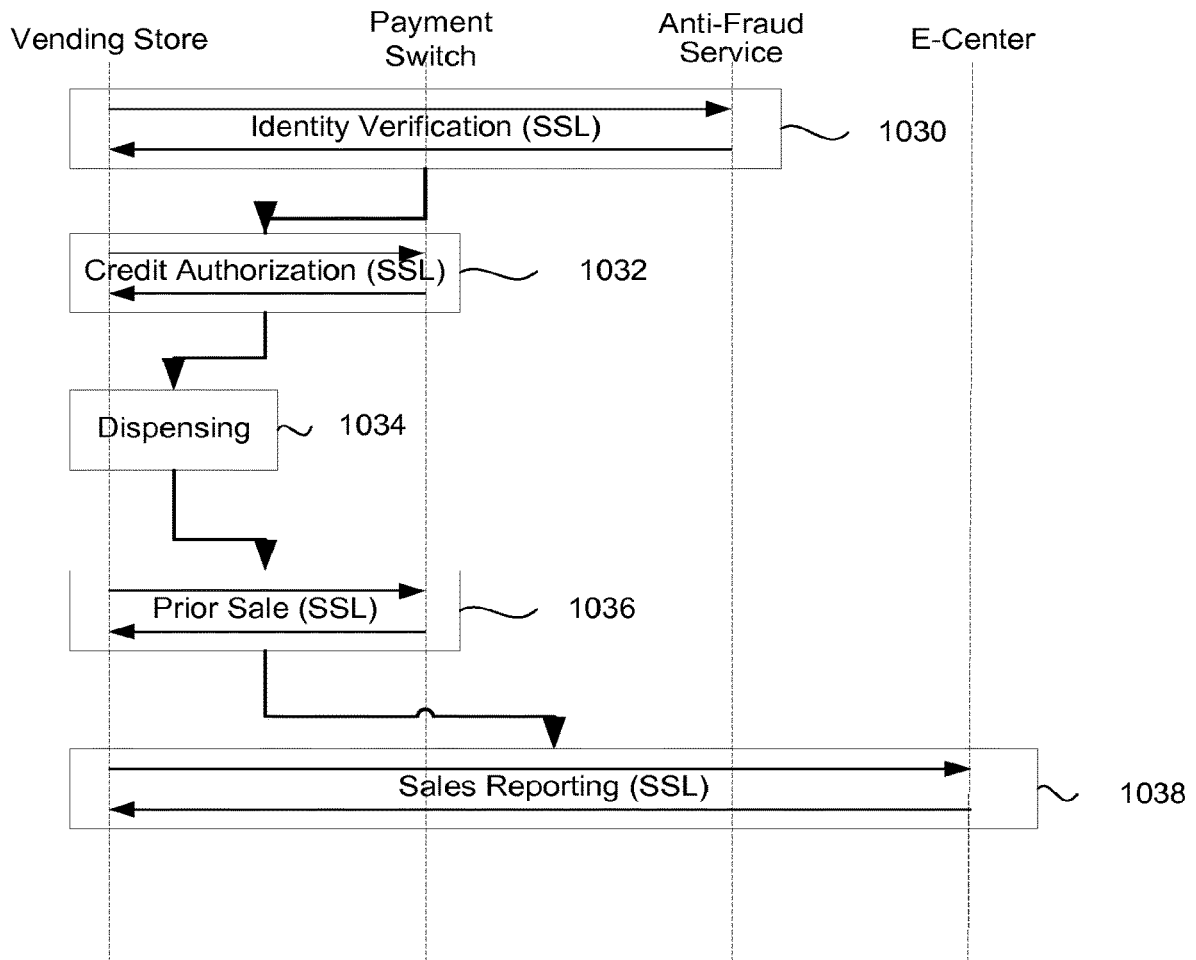 Vending Store
Payment
Switch
Anti-Fraud
Service
E-Center
Identity Verification (SSL)
1030
Credit Authorization (SSL)
1032
Dispensing
1034
Prior Sale (SSL)
1036
Sales Reporting (SSL)
1038